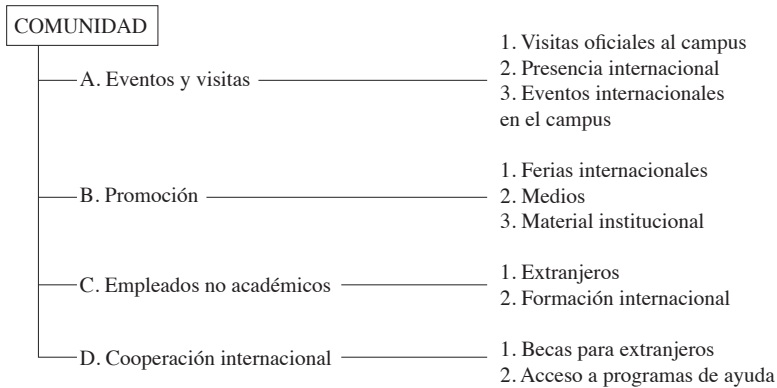 COMUNIDAD
A. Eventos y visitas
1. Visitas oficiales al campus
2. Presencia internacional
3. Eventos internacionales
en el campus
B. Promoción
1. Ferias internacionales
2. Medios
3. Material institucional
C. Empleados no académicos
1. Extranjeros
2. Formación internacional
D. Cooperación internacional
1. Becas para extranjeros
2. Acceso a programas de ayuda